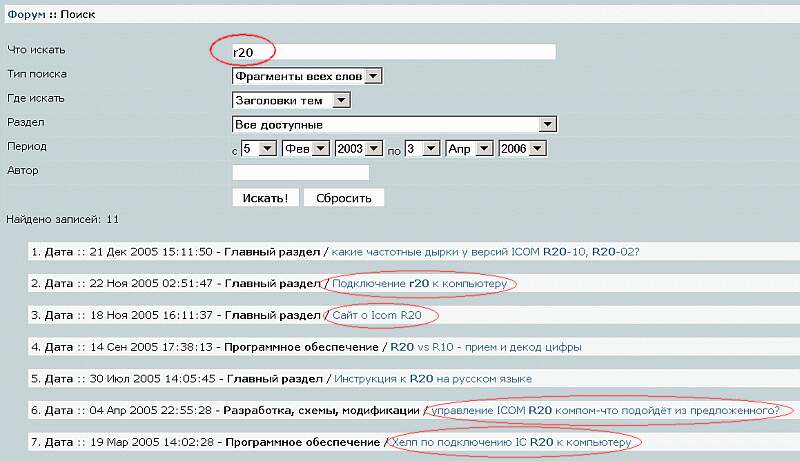 Форум :: Поиск
Что искать r20
Тип поиска Фрагменты всех слов
Где искать Заголовки тем
Раздел Все доступные
Период с 5 Фев 2003 по 3 Апр 2006
Автор
Искать! Сбросить
Найдено записей: 11
1. Дата :: 21 Дек 2005 15:11:50 - Главный раздел / какие частотные дырки у версий ICOM R20-10, R20-02?
2. Дата :: 22 Ноя 2005 02:51:47 - Главный раздел / Подключение r20 к компьютеру
3. Дата :: 18 Ноя 2005 16:11:37 - Главный раздел / Сайт о Icom R20
4. Дата :: 14 Сен 2005 17:38:13 - Программное обеспечение / R20 vs R10 - прием и декод цифры
5. Дата :: 30 Июл 2005 14:05:45 - Главный раздел / Инструкция к R20 на русском языке
6. Дата :: 04 Апр 2005 22:55:28 - Разработка, схемы, модификации / управление ICOM R20 компом-что подойдёт из предложенного?
7. Дата :: 19 Мар 2005 14:02:28 - Программное обеспечение / Хелп по подключению IC R20 к компьютеру